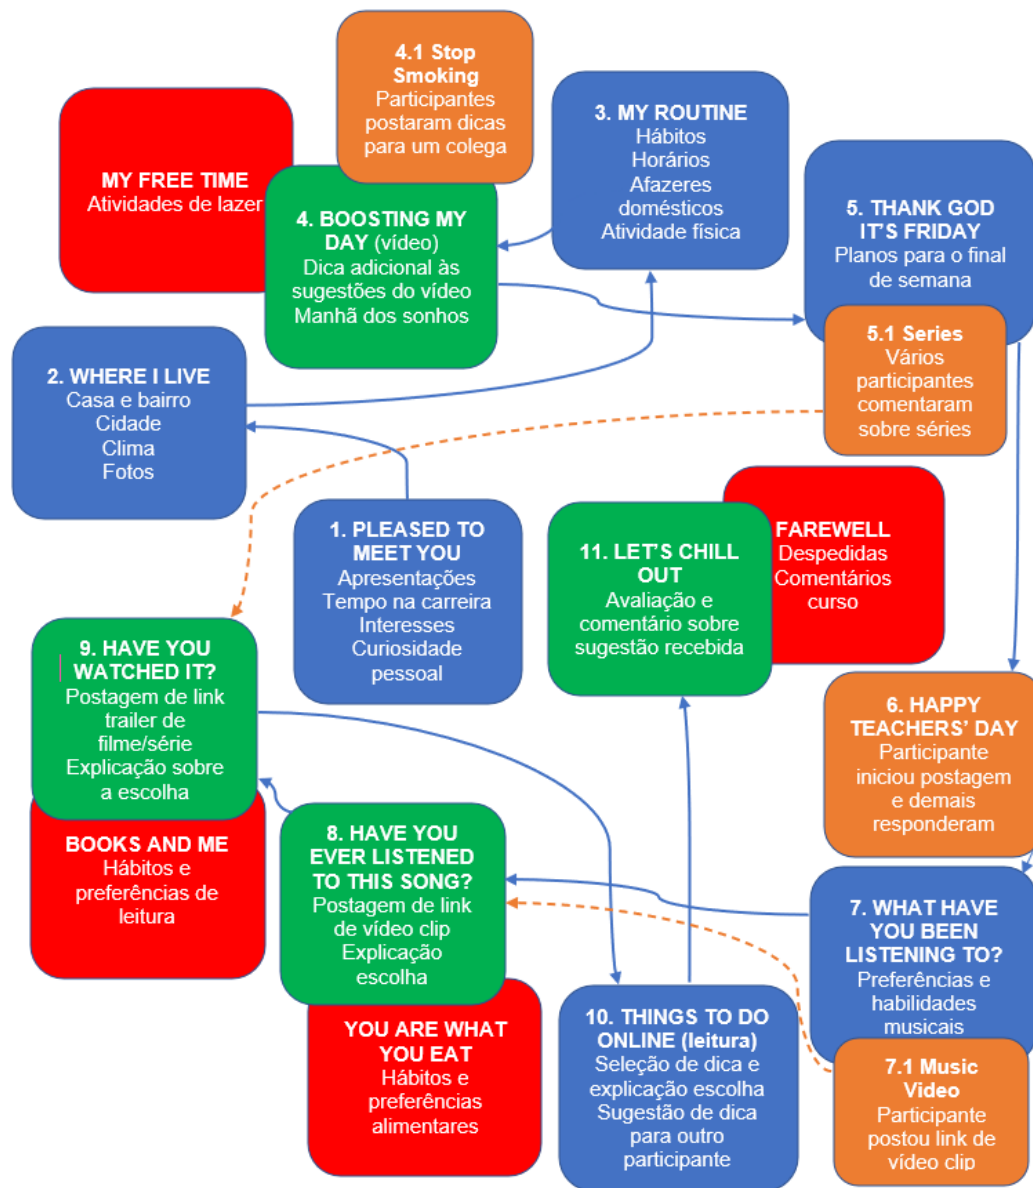 4.1 Stop
Smoking
Participantes
postaram dicas
para um colega
3. MY ROUTINE
Hábitos
Horários
Afazeres
domésticos
Atividade física
MY FREE TIME
Atividades de lazer
4. BOOSTING MY
DAY (vídeo)
Dica adicional às
sugestões do vídeo
Manhã dos sonhos
5. THANK GOD
IT'S FRIDAY
Planos para o final
de semana
5.1 Series
Vários
participantes
comentaram
sobre séries
2. WHERE I LIVE
Casa e bairro
Cidade
Clima
Fotos
1. PLEASED TO
MEET YOU
Apresentações
Tempo na carreira
Interesses
Curiosidade
pessoal
11. LET'S CHILL
OUT
Avaliação e
comentário sobre
sugestão recebida
FAREWELL
Despedidas
Comentários
curso
9. HAVE YOU
WATCHED IT?
Postagem de link
trailer de
filme/série
Explicação sobre
a escolha
6. HAPPY
TEACHERS' DAY
Participante
iniciou postagem
e demais
responderam
BOOKS AND ME
Hábitos e
preferências de
leitura
8. HAVE YOU
EVER LISTENED
TO THIS SONG?
Postagem de link
de vídeo clip
Explicação
escolha
7. WHAT HAVE
YOU BEEN
LISTENING TO?
Preferências e
habilidades
musicais
YOU ARE WHAT
YOU EAT
Hábitos e
preferências
alimentares
10. THINGS TO DO
ONLINE (leitura)
Seleção de dica e
explicação escolha
Sugestão de dica
para outro
participante
7.1 Music
Video
Participante
postou link de
vídeo clip